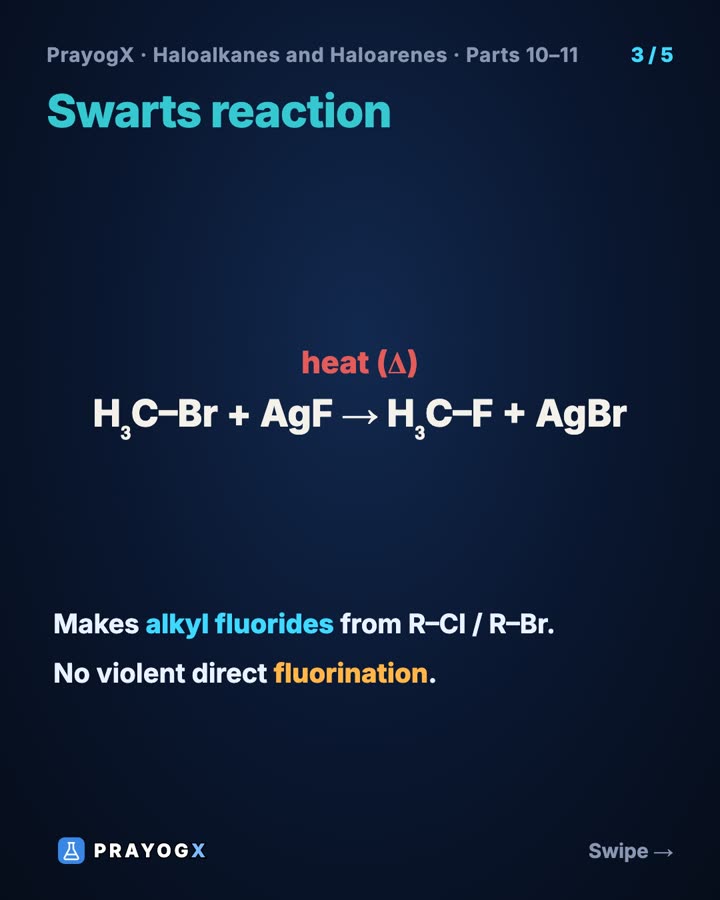 PrayogX · Haloalkanes and Haloarenes · Parts 10–11 3 / 5
Swarts reaction
heat (Δ)
H₃C–Br + AgF → H₃C–F + AgBr
Makes alkyl fluorides from R–Cl / R–Br.
No violent direct fluorination.
PRAYOGX Swipe →